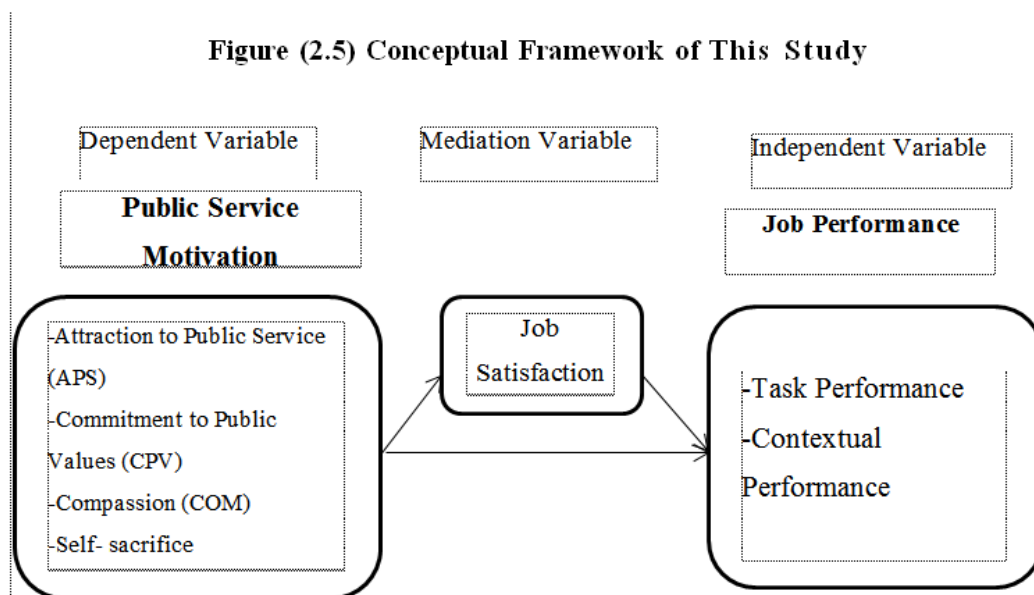 Figure (2.5) Conceptual Framework of This Study
Dependent Variable
Mediation Variable
Independent Variable
Public Service
Motivation
Job Performance
-Attraction to Public Service
(APS)
-Commitment to Public
Values (CPV)
-Compassion (COM)
-Self- sacrifice
Job
Satisfaction
-Task Performance
-Contextual
Performance